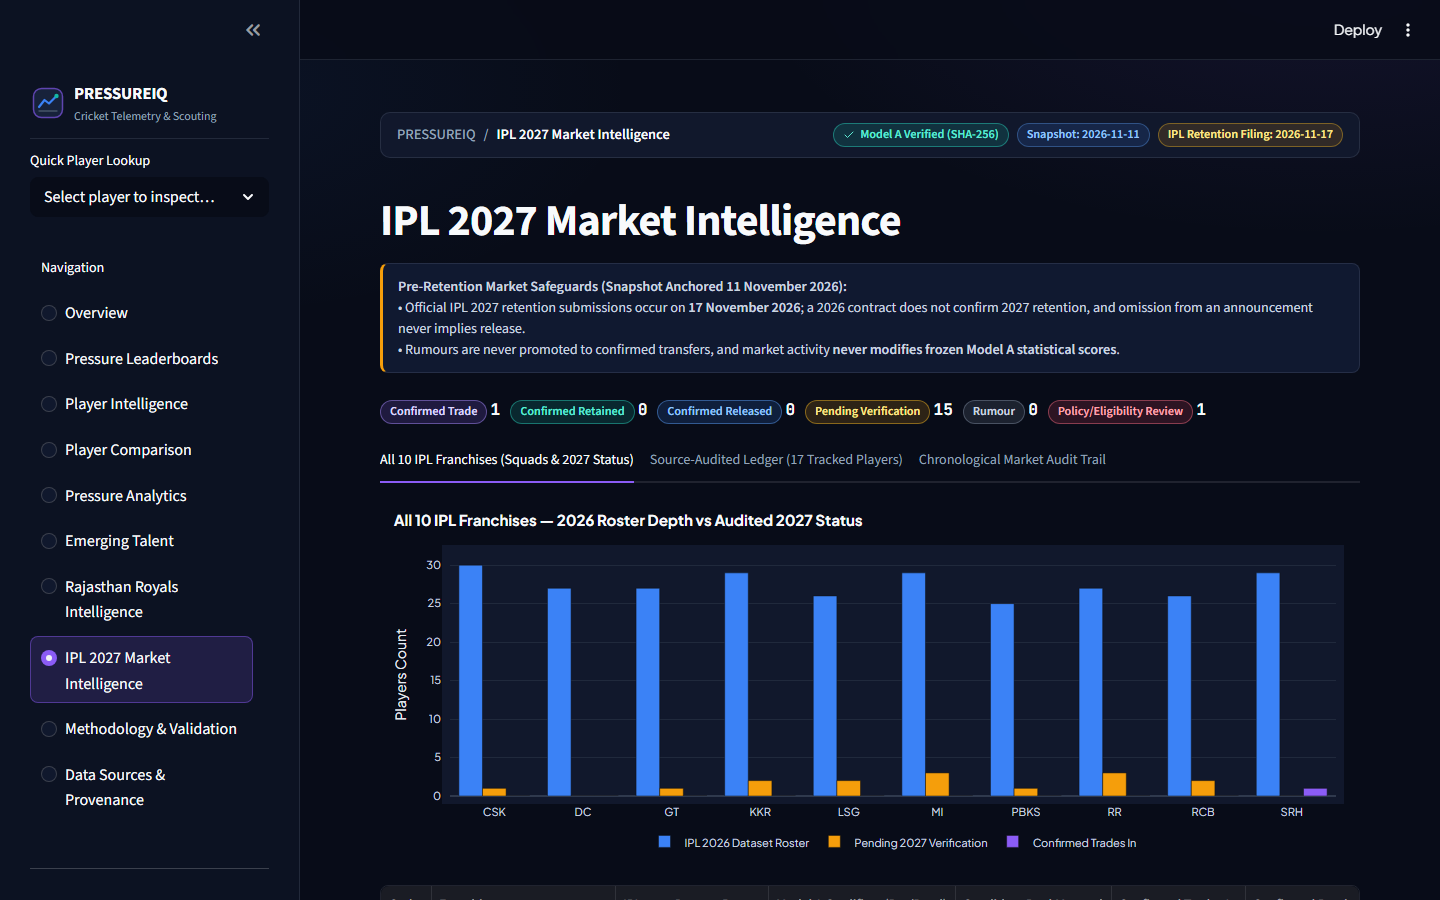 Deploy
PRESSUREIQ
Cricket Telemetry & Scouting
Quick Player Lookup
Select player to inspect...
Navigation
Overview
Pressure Leaderboards
Player Intelligence
Player Comparison
Pressure Analytics
Emerging Talent
Rajasthan Royals
Intelligence
IPL 2027 Market
Intelligence
Methodology & Validation
Data Sources &
Provenance
PRESSUREIQ / IPL 2027 Market Intelligence
✓ Model A Verified (SHA-256)
Snapshot: 2026-11-11
IPL Retention Filing: 2026-11-17
IPL 2027 Market Intelligence
Pre-Retention Market Safeguards (Snapshot Anchored 11 November 2026):
• Official IPL 2027 retention submissions occur on 17 November 2026; a 2026 contract does not confirm 2027 retention, and omission from an announcement
never implies release.
• Rumours are never promoted to confirmed transfers, and market activity never modifies frozen Model A statistical scores.
Confirmed Trade 1 Confirmed Retained 0 Confirmed Released 0 Pending Verification 15 Rumour 0 Policy/Eligibility Review 1
All 10 IPL Franchises (Squads & 2027 Status) Source-Audited Ledger (17 Tracked Players) Chronological Market Audit Trail
All 10 IPL Franchises — 2026 Roster Depth vs Audited 2027 Status
Players Count
30
25
20
15
10
5
0
CSK DC GT KKR LSG MI PBKS RR RCB SRH
IPL 2026 Dataset Roster Pending 2027 Verification Confirmed Trades In